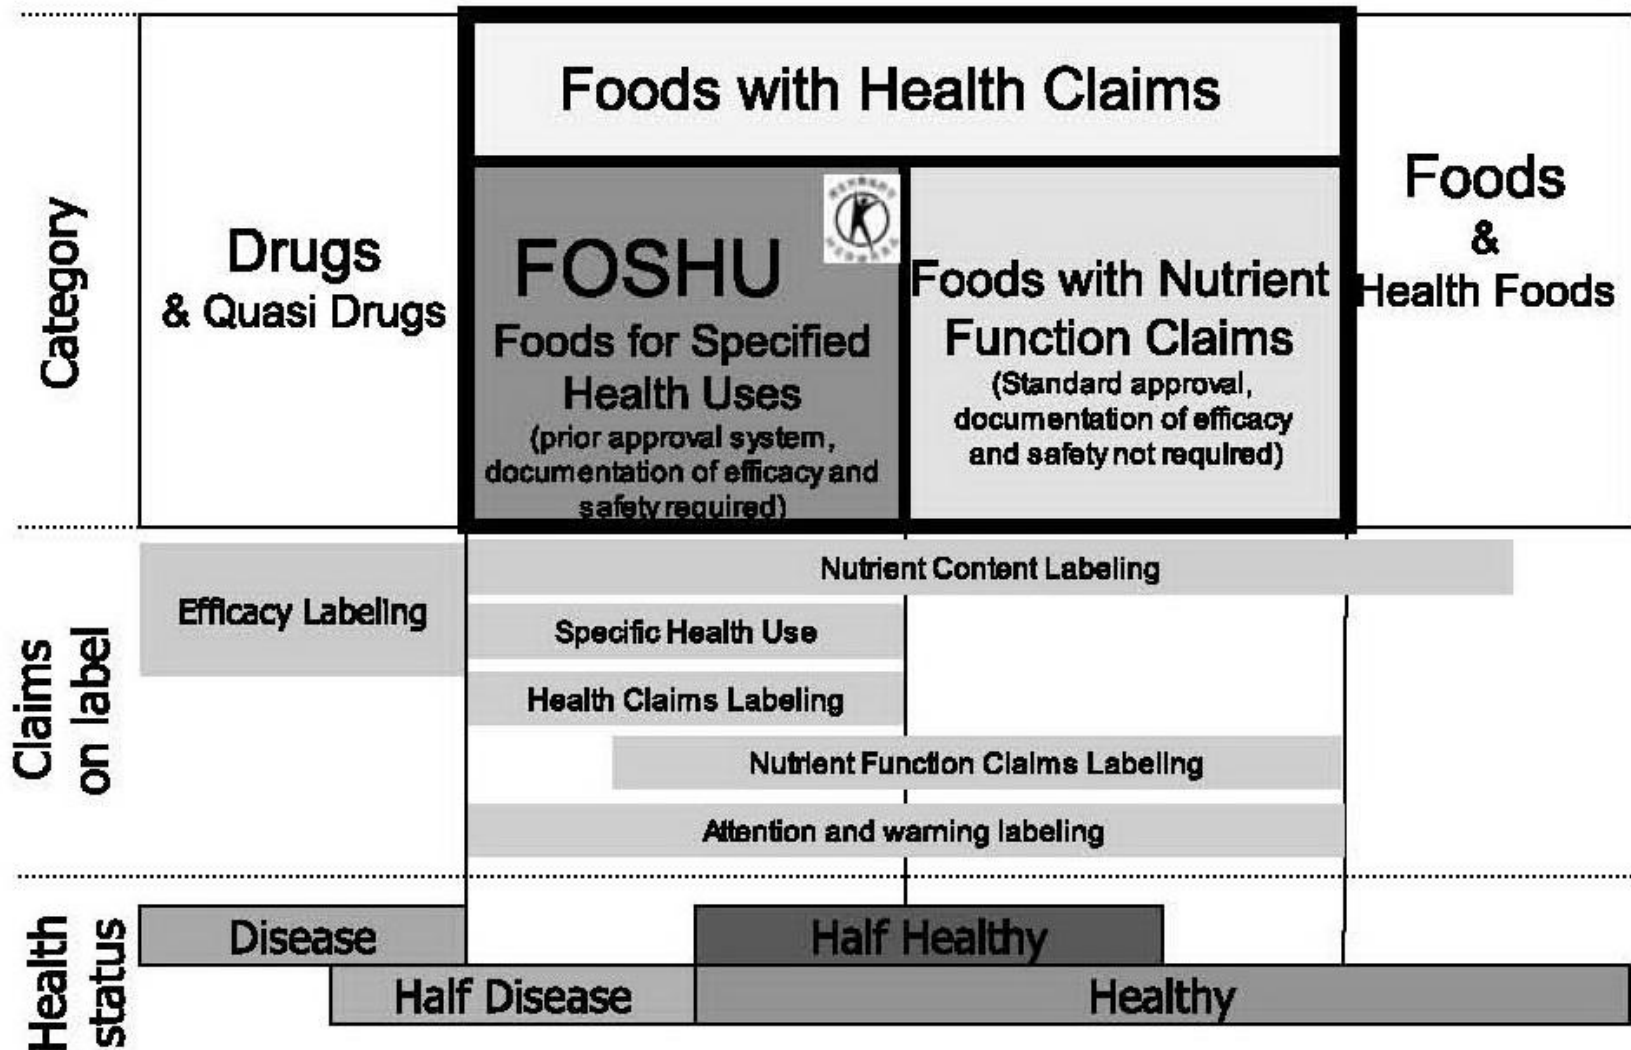 Foods with Health Claims
Category
Drugs
& Quasi Drugs
FOSHU
Foods for Specified
Health Uses
(prior approval system,
documentation of efficacy and
safety required)
Foods with Nutrient
Function Claims
(Standard approval,
documentation of efficacy
and safety not required)
Foods
&
Health Foods
Claims
on label
Efficacy Labeling
Nutrient Content Labeling
Specific Health Use
Health Claims Labeling
Nutrient Function Claims Labeling
Attention and warning labeling
Health
status
Disease
Half Healthy
Half Disease
Healthy